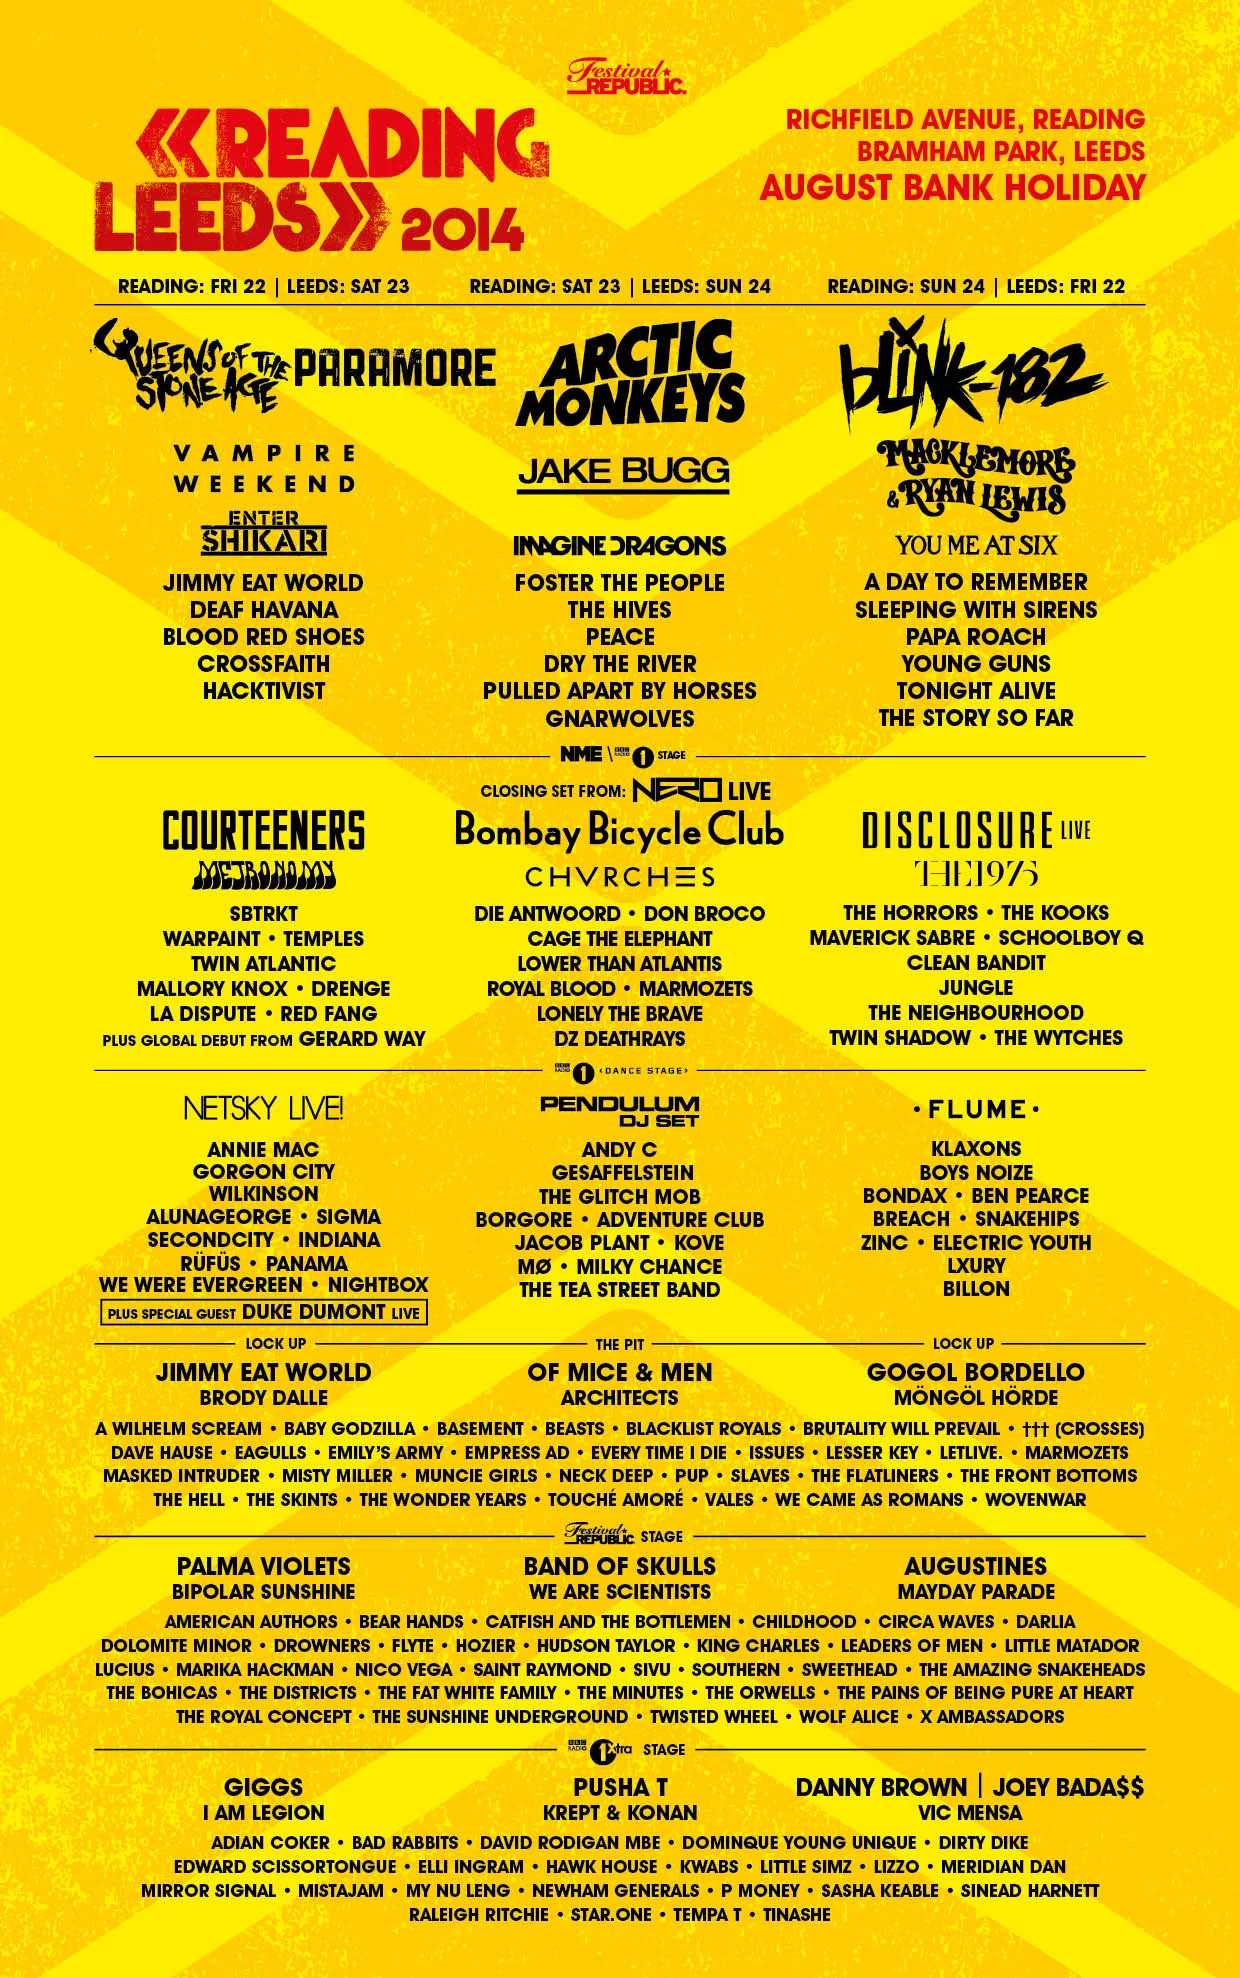 Festival REPUBLIC.
«READING
LEEDS» 2014
RICHFIELD AVENUE, READING
BRAMHAM PARK, LEEDS
AUGUST BANK HOLIDAY
READING: FRI 22 | LEEDS: SAT 23
QUEENS OF THE STONE AGE PARAMORE
VAMPIRE
WEEKEND
ENTER
SHIKARI
JIMMY EAT WORLD
DEAF HAVANA
BLOOD RED SHOES
CROSSFAITH
HACKTIVIST
READING: SAT 23 | LEEDS: SUN 24
ARCTIC
MONKEYS
JAKE BUGG
IMAGINE DRAGONS
FOSTER THE PEOPLE
THE HIVES
PEACE
DRY THE RIVER
PULLED APART BY HORSES
GNARWOLVES
READING: SUN 24 | LEEDS: FRI 22
blink-182
MACKLEMORE
& RYAN LEWIS
YOU ME AT SIX
A DAY TO REMEMBER
SLEEPING WITH SIRENS
PAPA ROACH
YOUNG GUNS
TONIGHT ALIVE
THE STORY SO FAR
NME \ BBC RADIO 1 STAGE
CLOSING SET FROM: NERO LIVE
COURTEENERS
METRONOMY
SBTRKT
WARPAINT • TEMPLES
TWIN ATLANTIC
MALLORY KNOX • DRENGE
LA DISPUTE • RED FANG
PLUS GLOBAL DEBUT FROM GERARD WAY
Bombay Bicycle Club
CHVRCHES
DIE ANTWOORD • DON BROCO
CAGE THE ELEPHANT
LOWER THAN ATLANTIS
ROYAL BLOOD • MARMOZETS
LONELY THE BRAVE
DZ DEATHRAYS
DISCLOSURE LIVE
THE 1975
THE HORRORS • THE KOOKS
MAVERICK SABRE • SCHOOLBOY Q
CLEAN BANDIT
JUNGLE
THE NEIGHBOURHOOD
TWIN SHADOW • THE WYTCHES
BBC RADIO 1 ‹DANCE STAGE›
NETSKY LIVE!
ANNIE MAC
GORGON CITY
WILKINSON
ALUNAGEORGE • SIGMA
SECONDCITY • INDIANA
RÜFÜS • PANAMA
WE WERE EVERGREEN • NIGHTBOX
PLUS SPECIAL GUEST DUKE DUMONT LIVE
PENDULUM
DJ SET
ANDY C
GESAFFELSTEIN
THE GLITCH MOB
BORGORE • ADVENTURE CLUB
JACOB PLANT • KOVE
MØ • MILKY CHANCE
THE TEA STREET BAND
• FLUME •
KLAXONS
BOYS NOIZE
BONDAX • BEN PEARCE
BREACH • SNAKEHIPS
ZINC • ELECTRIC YOUTH
LXURY
BILLON
LOCK UP THE PIT LOCK UP
JIMMY EAT WORLD
BRODY DALLE
OF MICE & MEN
ARCHITECTS
GOGOL BORDELLO
MÖNGÖL HÖRDE
A WILHELM SCREAM • BABY GODZILLA • BASEMENT • BEASTS • BLACKLIST ROYALS • BRUTALITY WILL PREVAIL • ††† (CROSSES)
DAVE HAUSE • EAGULLS • EMILY'S ARMY • EMPRESS AD • EVERY TIME I DIE • ISSUES • LESSER KEY • LETLIVE. • MARMOZETS
MASKED INTRUDER • MISTY MILLER • MUNCIE GIRLS • NECK DEEP • PUP • SLAVES • THE FLATLINERS • THE FRONT BOTTOMS
THE HELL • THE SKINTS • THE WONDER YEARS • TOUCHÉ AMORÉ • VALES • WE CAME AS ROMANS • WOVENWAR
Festival REPUBLIC STAGE
PALMA VIOLETS
BIPOLAR SUNSHINE
BAND OF SKULLS
WE ARE SCIENTISTS
AUGUSTINES
MAYDAY PARADE
AMERICAN AUTHORS • BEAR HANDS • CATFISH AND THE BOTTLEMEN • CHILDHOOD • CIRCA WAVES • DARLIA
DOLOMITE MINOR • DROWNERS • FLYTE • HOZIER • HUDSON TAYLOR • KING CHARLES • LEADERS OF MEN • LITTLE MATADOR
LUCIUS • MARIKA HACKMAN • NICO VEGA • SAINT RAYMOND • SIVU • SOUTHERN • SWEETHEAD • THE AMAZING SNAKEHEADS
THE BOHICAS • THE DISTRICTS • THE FAT WHITE FAMILY • THE MINUTES • THE ORWELLS • THE PAINS OF BEING PURE AT HEART
THE ROYAL CONCEPT • THE SUNSHINE UNDERGROUND • TWISTED WHEEL • WOLF ALICE • X AMBASSADORS
BBC RADIO 1Xtra STAGE
GIGGS
I AM LEGION
PUSHA T
KREPT & KONAN
DANNY BROWN | JOEY BADA$$
VIC MENSA
ADIAN COKER • BAD RABBITS • DAVID RODIGAN MBE • DOMINQUE YOUNG UNIQUE • DIRTY DIKE
EDWARD SCISSORTONGUE • ELLI INGRAM • HAWK HOUSE • KWABS • LITTLE SIMZ • LIZZO • MERIDIAN DAN
MIRROR SIGNAL • MISTAJAM • MY NU LENG • NEWHAM GENERALS • P MONEY • SASHA KEABLE • SINEAD HARNETT
RALEIGH RITCHIE • STAR.ONE • TEMPA T • TINASHE